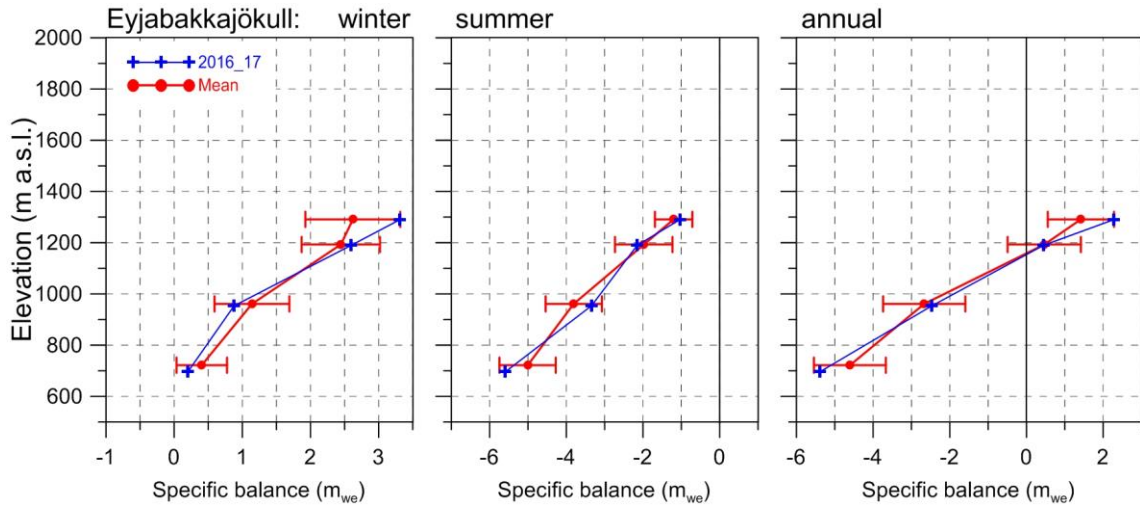 Eyjabakkajökull: winter summer annual
2000
1800
1600
1400
1200
1000
800
600
Elevation (m a.s.l.)
2016_17
Mean
-1 0 1 2 3
-6 -4 -2 0
-6 -4 -2 0 2
Specific balance (mwe) Specific balance (mwe) Specific balance (mwe)